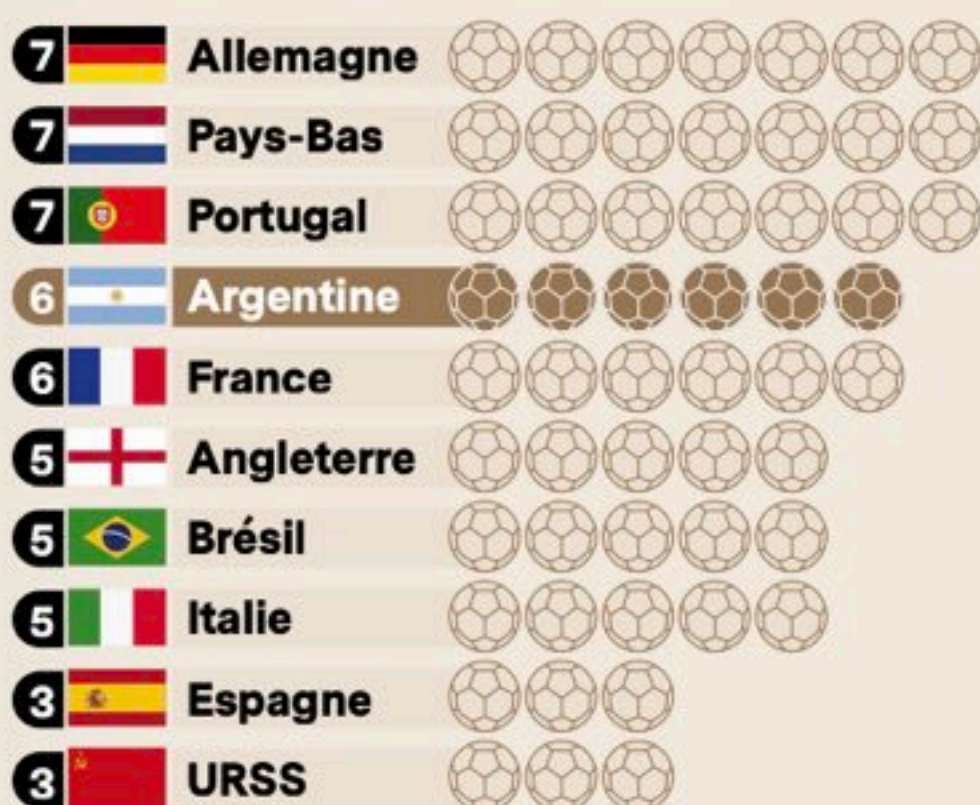 7 Allemagne
7 Pays-Bas
7 Portugal
6 Argentine
6 France
5 Angleterre
5 Brésil
5 Italie
3 Espagne
3 URSS